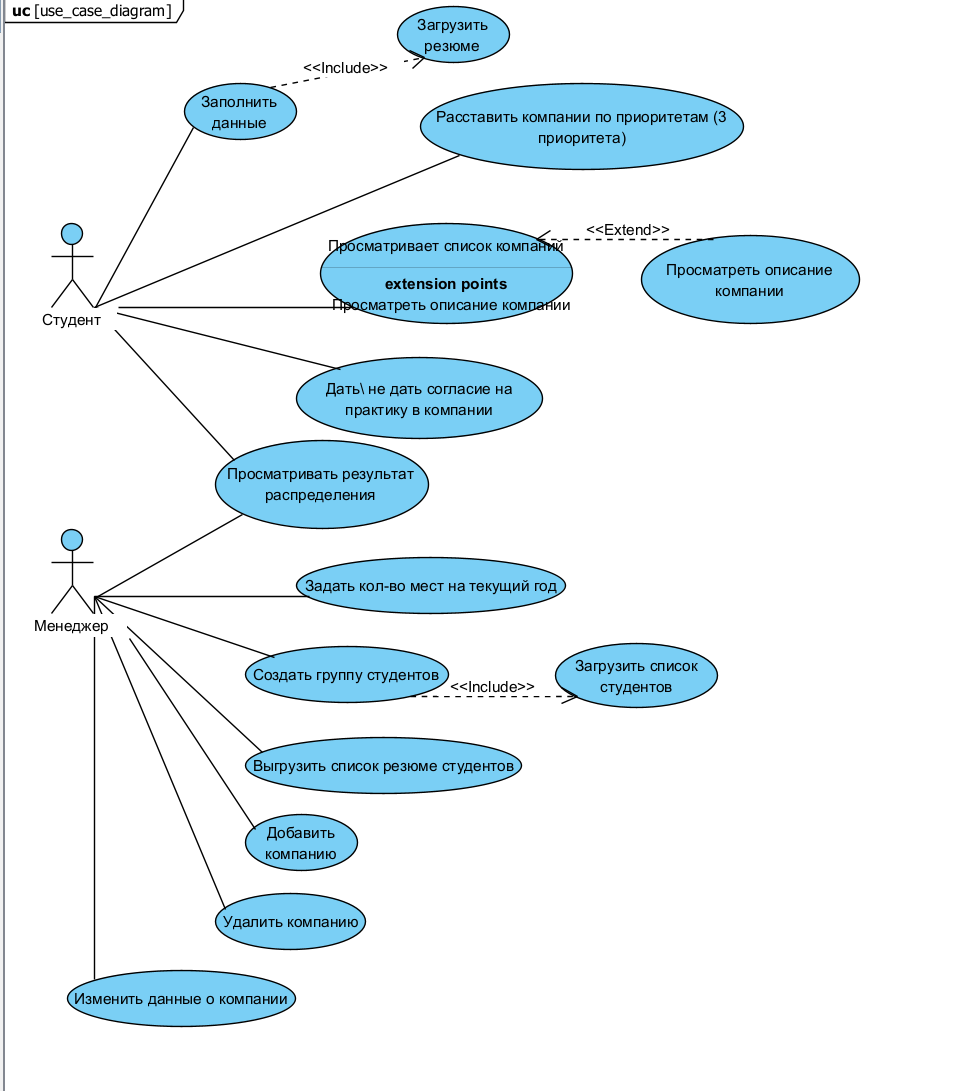 uc [use_case_diagram]
Загрузить
резюме
<<Include>>
Заполнить
данные
Расставить компании по приоритетам (3
приоритета)
Просматривает список компаний
extension points
Просматреть описание компании
<<Extend>>
Просматреть описание
компании
Студент
Дать\ не дать согласие на
практику в компании
Просматривать результат
распределения
Менеджер
Задать кол-во мест на текущий год
Создать группу студентов
<<Include>>
Загрузить список
студентов
Выгрузить список резюме студентов
Добавить
компанию
Удалить компанию
Изменить данные о компании